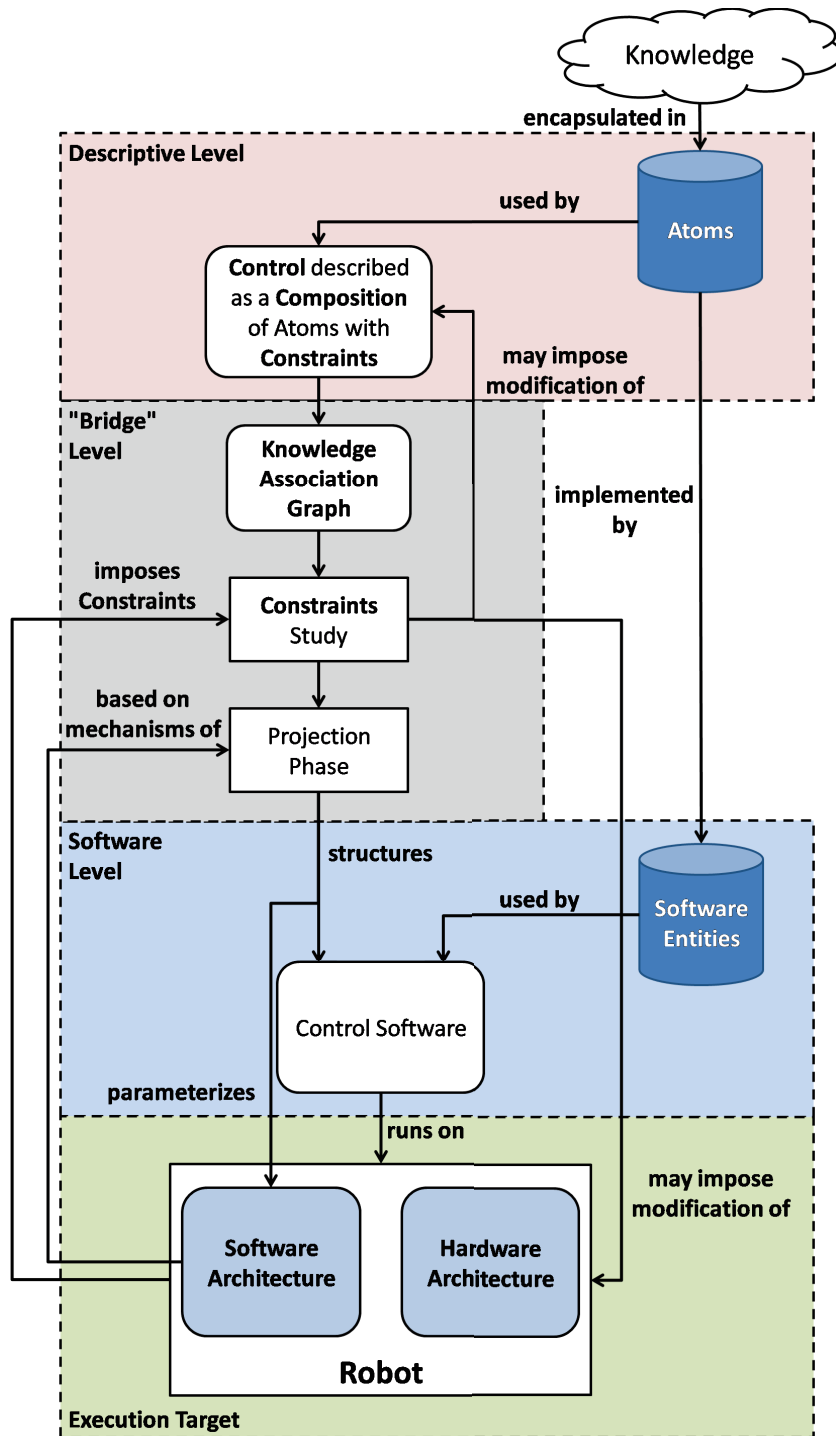 Knowledge
encapsulated in
Descriptive Level
used by
Atoms
Control described
as a Composition
of Atoms with
Constraints
may impose
modification of
"Bridge"
Level
Knowledge
Association
Graph
implemented
by
imposes
Constraints
Constraints
Study
based on
mechanisms of
Projection
Phase
Software
Level
structures
used by
Software
Entities
Control Software
parameterizes
runs on
may impose
modification of
Software
Architecture
Hardware
Architecture
Robot
Execution Target